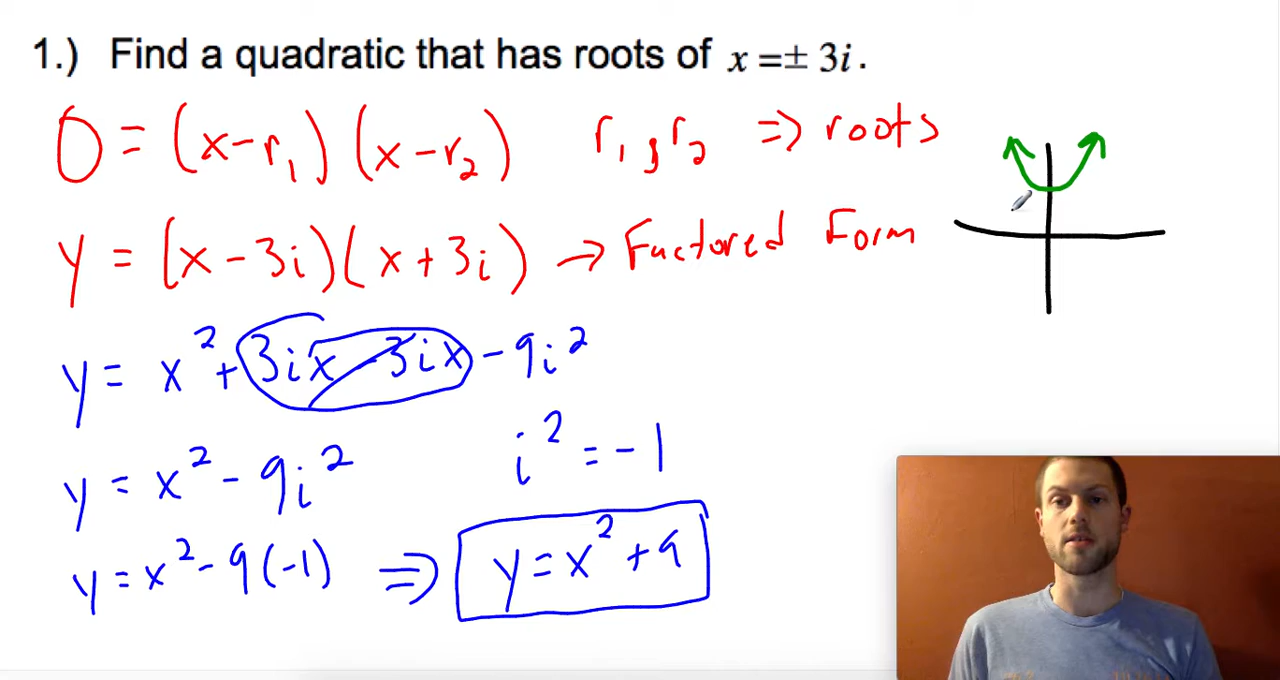 1.) Find a quadratic that has roots of x = ± 3i.
0 = (x - r₁)(x - r₂) r₁, r₂ ⇒ roots
y = (x - 3i)(x + 3i) → Factored Form
y = x² + 3ix - 3ix - 9i²
y = x² - 9i² i² = -1
y = x² - 9(-1) ⇒ y = x² + 9